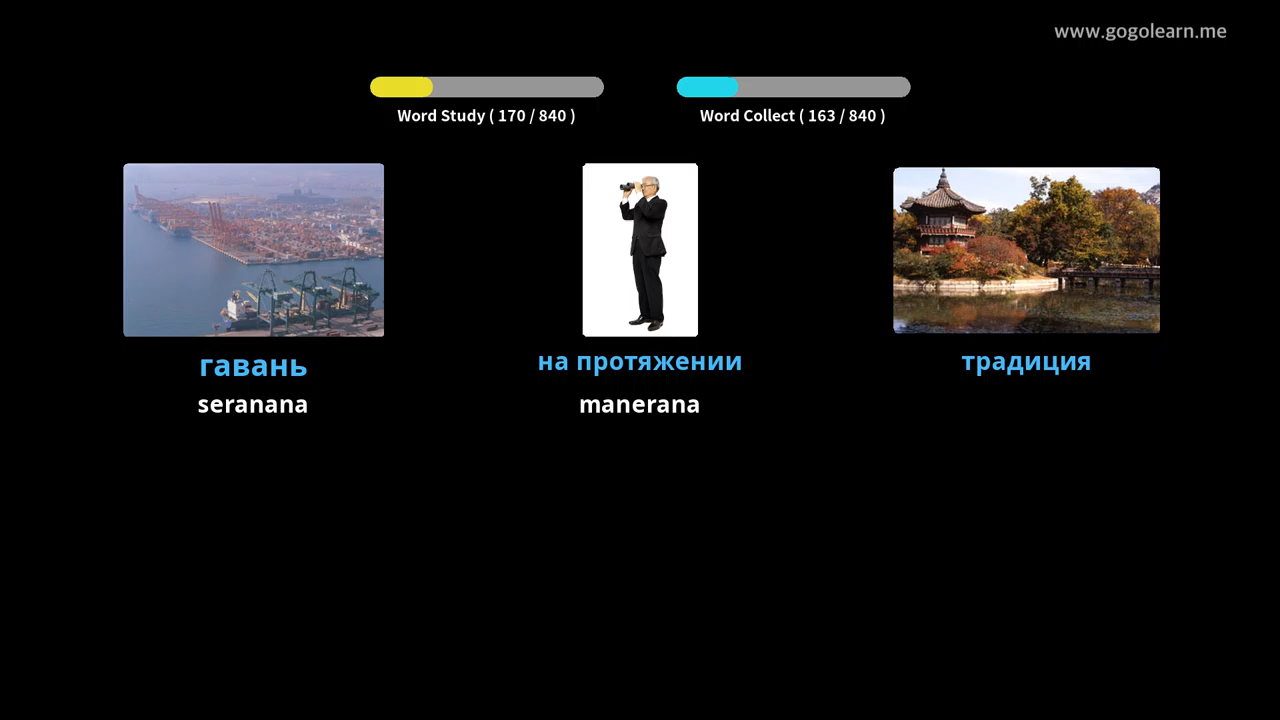 www.gogolearn.me
Word Study ( 170 / 840 )
Word Collect ( 163 / 840 )
гавань
seranana
на протяжении
manerana
традиция